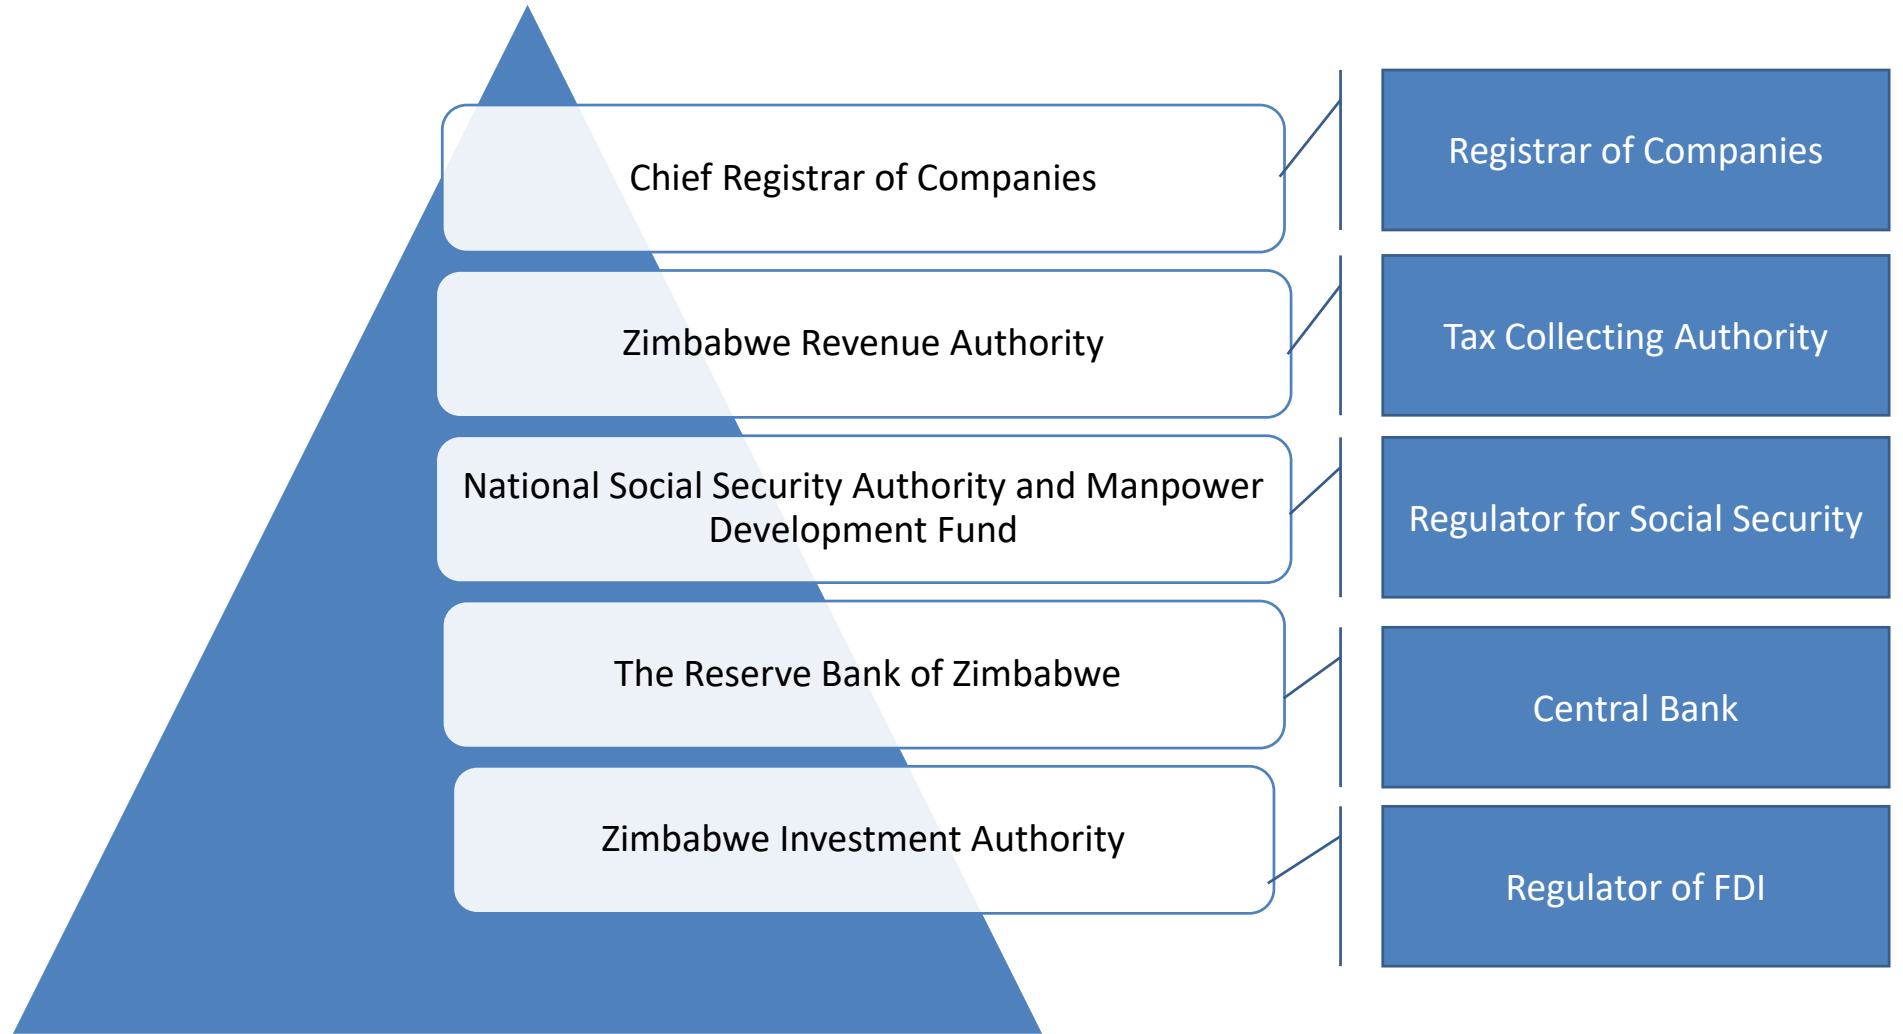 Chief Registrar of Companies
Registrar of Companies
Zimbabwe Revenue Authority
Tax Collecting Authority
National Social Security Authority and Manpower
Development Fund
Regulator for Social Security
The Reserve Bank of Zimbabwe
Central Bank
Zimbabwe Investment Authority
Regulator of FDI